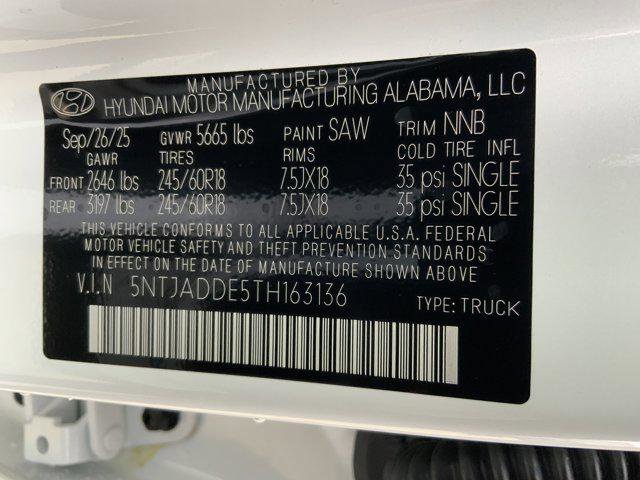 MANUFACTURED BY
HYUNDAI MOTOR MANUFACTURING ALABAMA, LLC
Sep/26/25 GVWR 5665 lbs PAINT SAW TRIM NNB
GAWR TIRES RIMS COLD TIRE INFL
FRONT 2646 lbs 245/60R18 7.5JX18 35 psi SINGLE
REAR 3197 lbs 245/60R18 7.5JX18 35 psi SINGLE
THIS VEHICLE CONFORMS TO ALL APPLICABLE U.S.A. FEDERAL
MOTOR VEHICLE SAFETY AND THEFT PREVENTION STANDARDS
IN EFFECT ON THE DATE OF MANUFACTURE SHOWN ABOVE
V.I.N 5NTJADDE5TH163136 TYPE: TRUCK